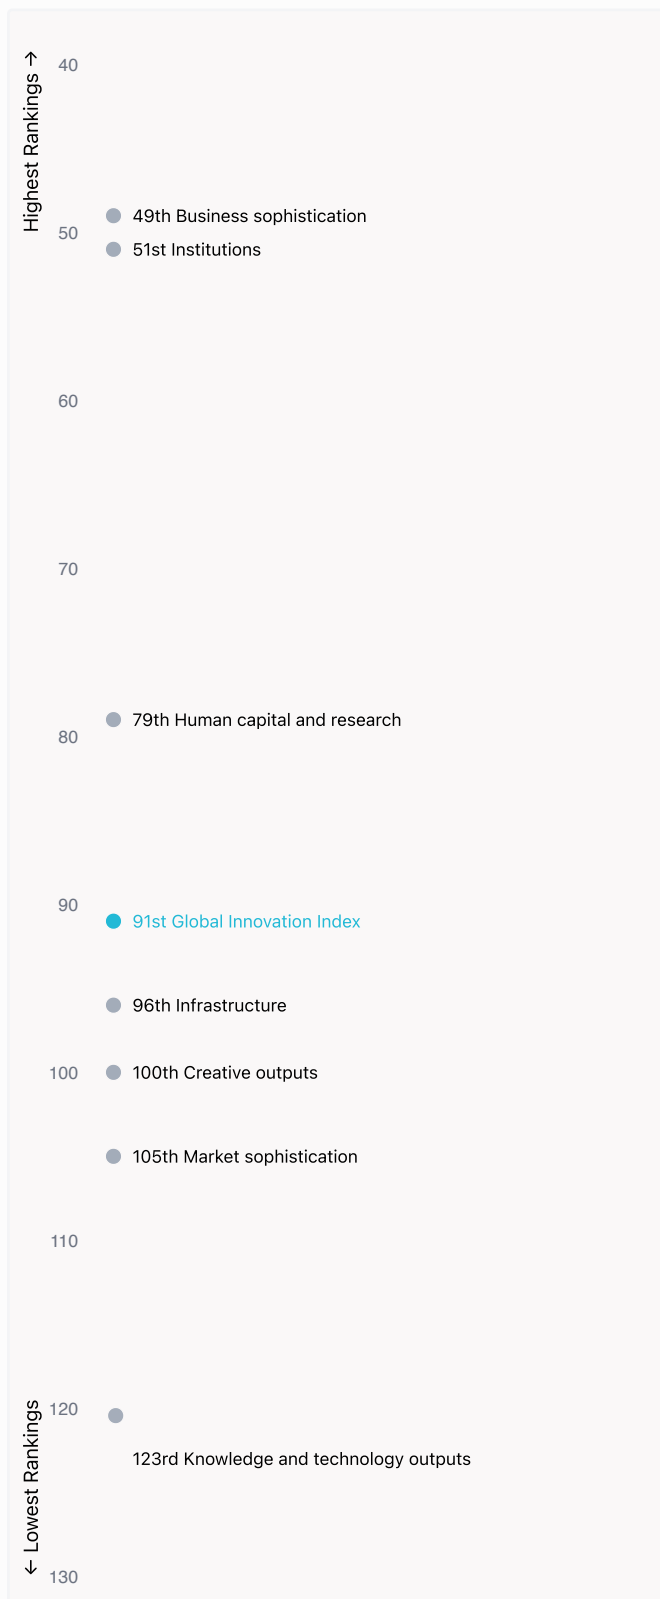 Highest Rankings →
40
49th Business sophistication
50
51st Institutions
60
70
79th Human capital and research
80
90
91st Global Innovation Index
96th Infrastructure
100
100th Creative outputs
105th Market sophistication
110
← Lowest Rankings
120
123rd Knowledge and technology outputs
130